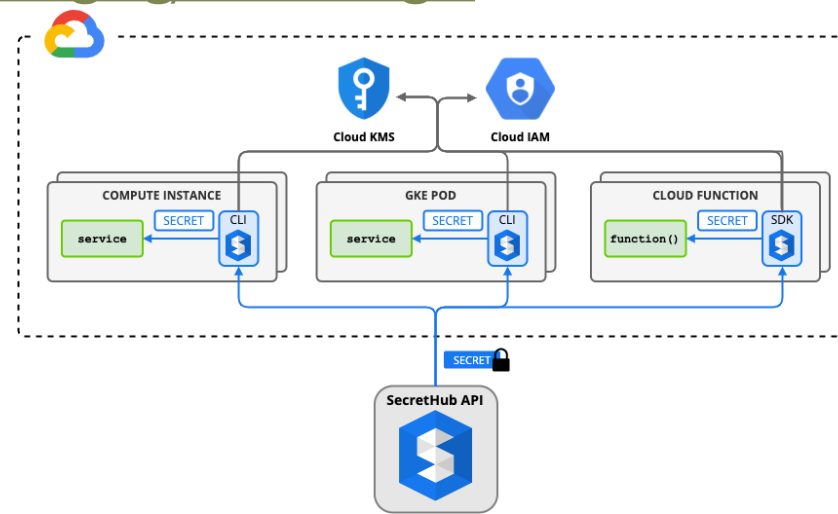 Cloud KMS
Cloud IAM
COMPUTE INSTANCE
service
SECRET
CLI
GKE POD
service
SECRET
CLI
CLOUD FUNCTION
function()
SECRET
SDK
SECRET
SecretHub API